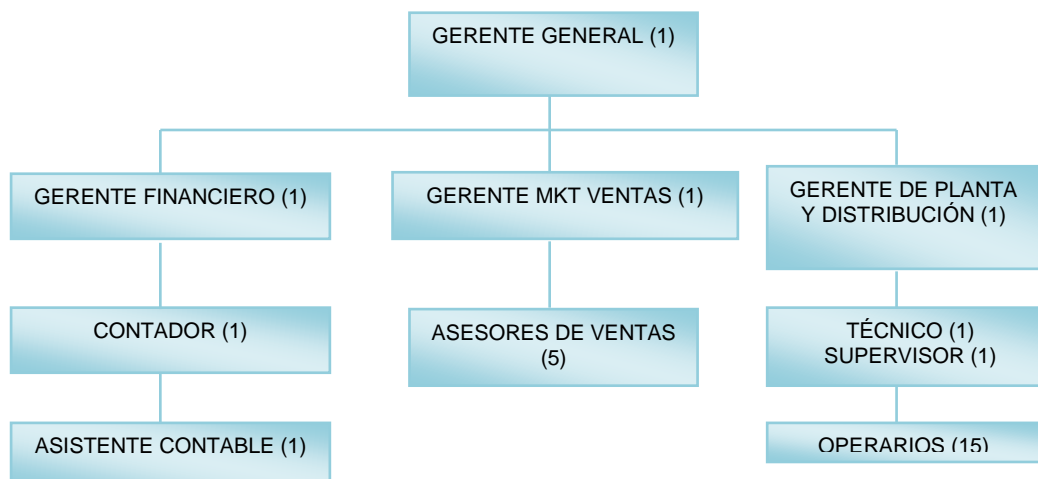 GERENTE GENERAL (1)
GERENTE FINANCIERO (1)
GERENTE MKT VENTAS (1)
GERENTE DE PLANTA
Y DISTRIBUCIÓN (1)
CONTADOR (1)
ASESORES DE VENTAS
(5)
TÉCNICO (1)
SUPERVISOR (1)
ASISTENTE CONTABLE (1)
OPERARIOS (15)